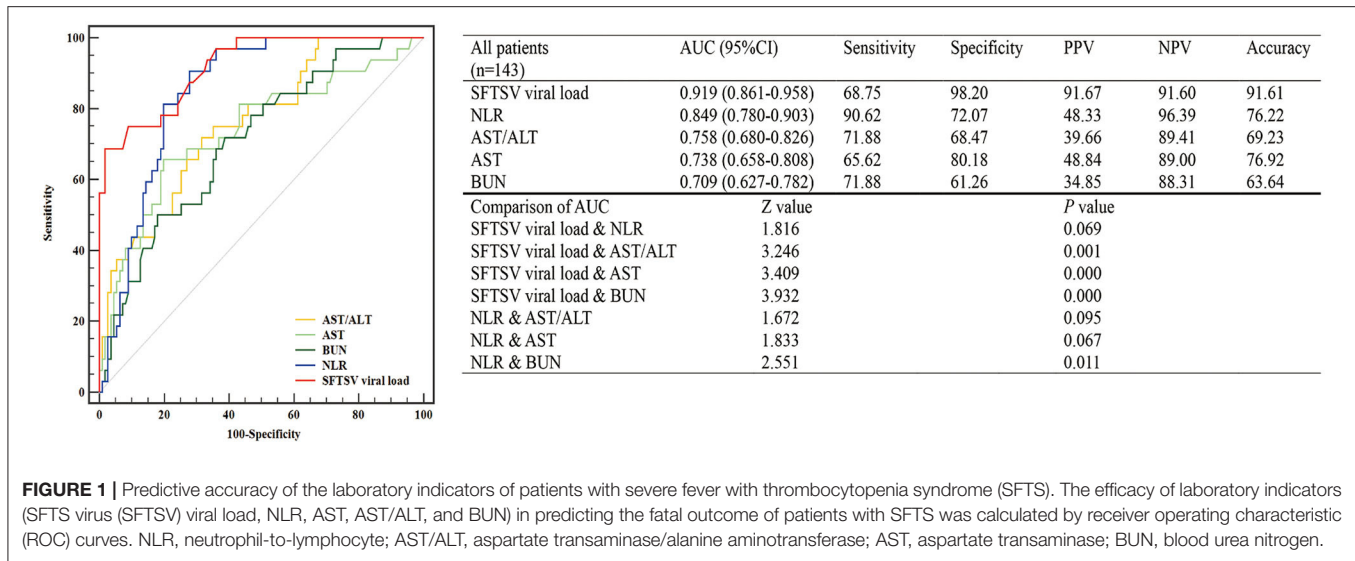 100
80
60
40
20
0
Sensitivity
AST/ALT
AST
BUN
NLR
SFTSV viral load
0 20 40 60 80 100
100-Specificity
All patients (n=143) AUC (95%CI) Sensitivity Specificity PPV NPV Accuracy
SFTSV viral load 0.919 (0.861-0.958) 68.75 98.20 91.67 91.60 91.61
NLR 0.849 (0.780-0.903) 90.62 72.07 48.33 96.39 76.22
AST/ALT 0.758 (0.680-0.826) 71.88 68.47 39.66 89.41 69.23
AST 0.738 (0.658-0.808) 65.62 80.18 48.84 89.00 76.92
BUN 0.709 (0.627-0.782) 71.88 61.26 34.85 88.31 63.64
Comparison of AUC Z value P value
SFTSV viral load & NLR 1.816 0.069
SFTSV viral load & AST/ALT 3.246 0.001
SFTSV viral load & AST 3.409 0.000
SFTSV viral load & BUN 3.932 0.000
NLR & AST/ALT 1.672 0.095
NLR & AST 1.833 0.067
NLR & BUN 2.551 0.011
FIGURE 1 | Predictive accuracy of the laboratory indicators of patients with severe fever with thrombocytopenia syndrome (SFTS). The efficacy of laboratory indicators
(SFTS virus (SFTSV) viral load, NLR, AST, AST/ALT, and BUN) in predicting the fatal outcome of patients with SFTS was calculated by receiver operating characteristic
(ROC) curves. NLR, neutrophil-to-lymphocyte; AST/ALT, aspartate transaminase/alanine aminotransferase; AST, aspartate transaminase; BUN, blood urea nitrogen.